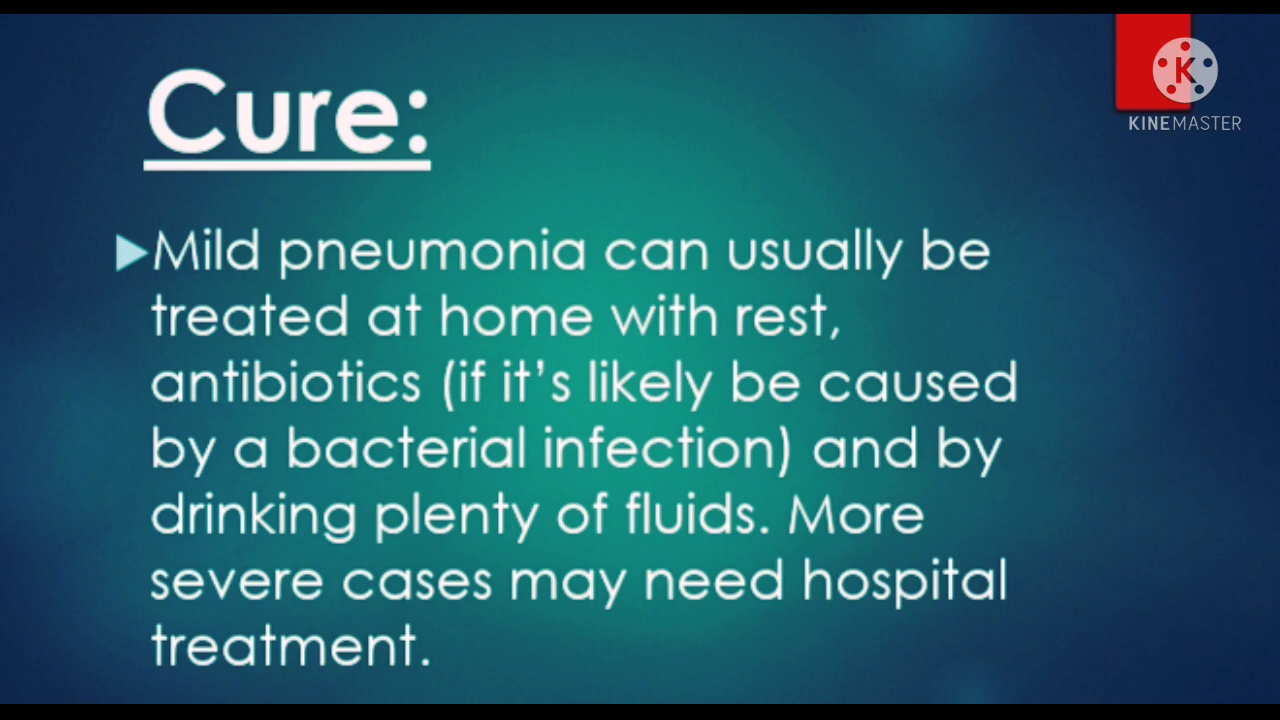 Cure:
K
KINEMASTER
Mild pneumonia can usually be
treated at home with rest,
antibiotics (if it’s likely be caused
by a bacterial infection) and by
drinking plenty of fluids. More
severe cases may need hospital
treatment.